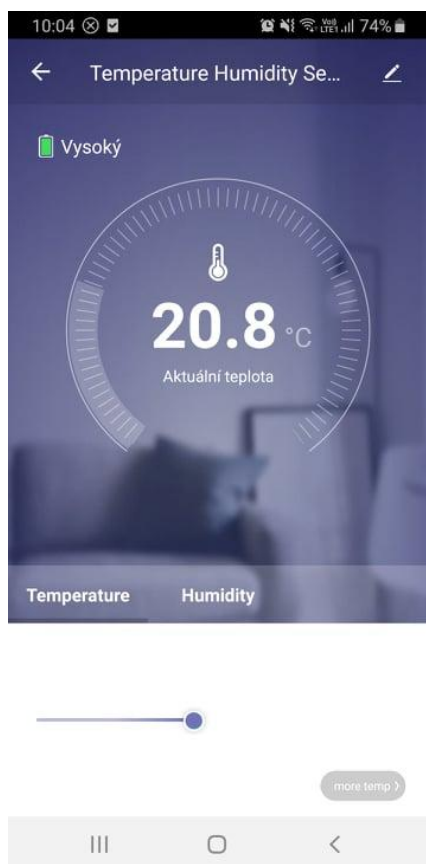 10:04 74%
Temperature Humidity Se...
Vysoký
20.8 °C
Aktuální teplota
Temperature Humidity
more temp